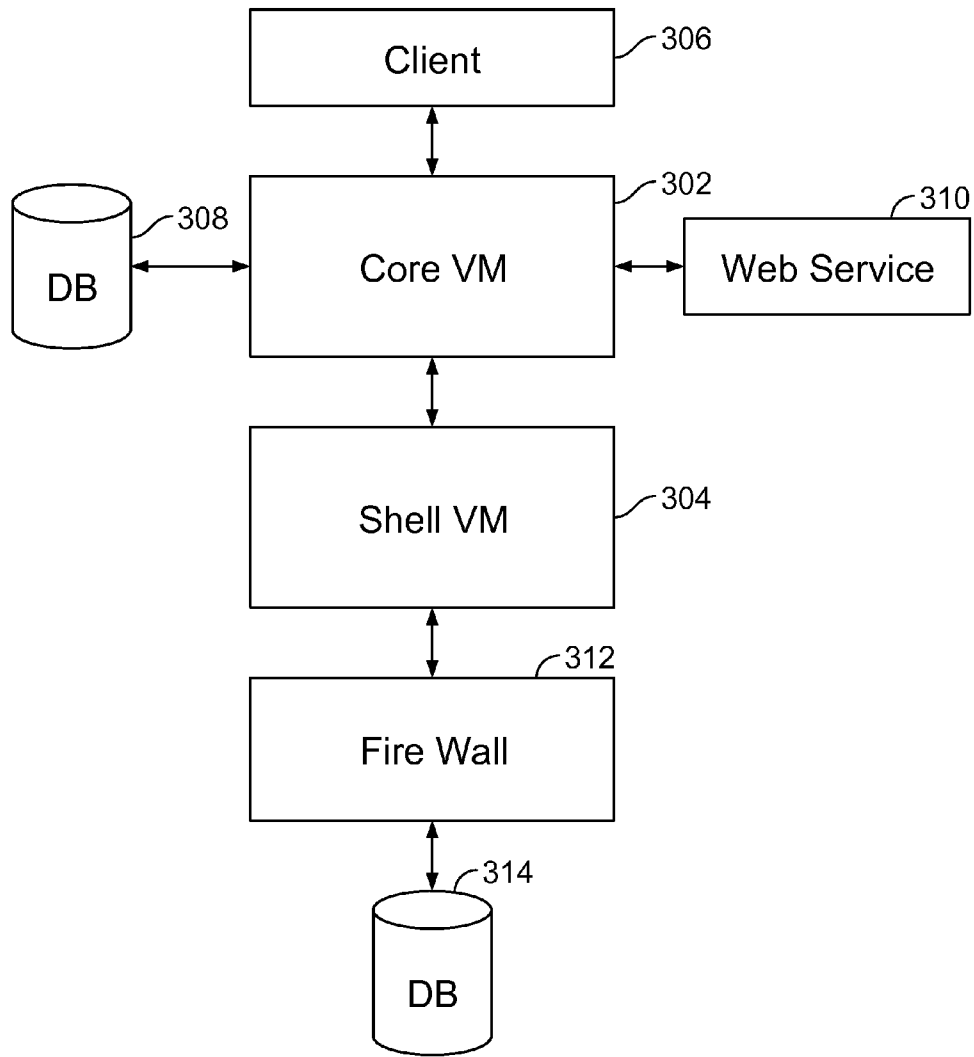 Client
306
302
308
310
DB
Core VM
Web Service
Shell VM
304
312
Fire Wall
314
DB